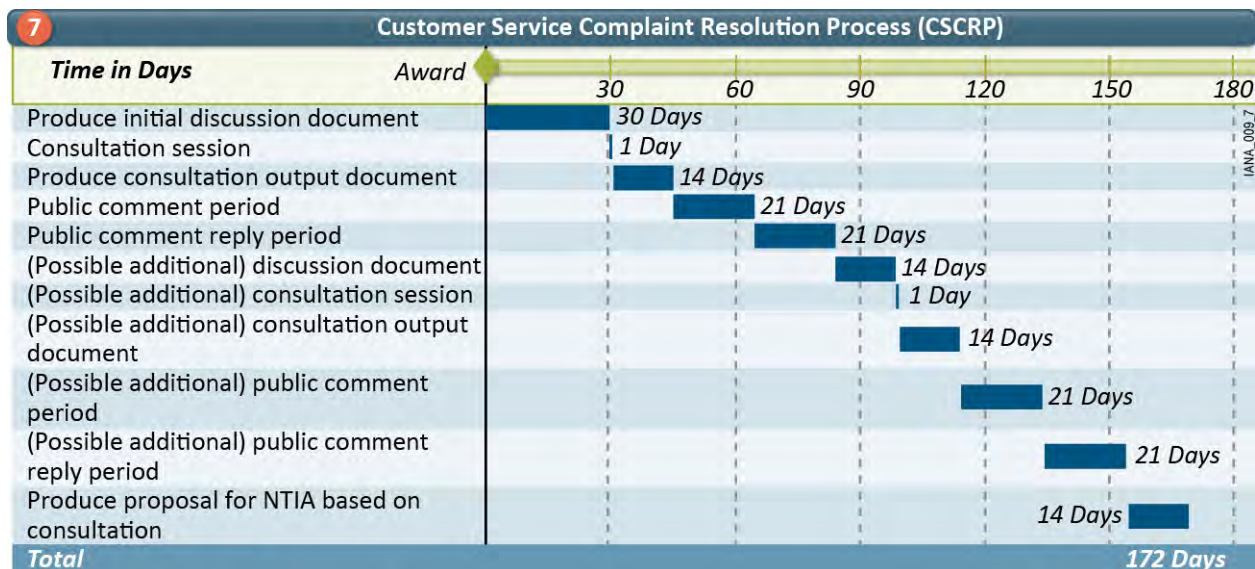 7
Customer Service Complaint Resolution Process (CSCRP)
Time in Days
Award
30 60 90 120 150 180
Produce initial discussion document
30 Days
Consultation session
1 Day
Produce consultation output document
14 Days
Public comment period
21 Days
Public comment reply period
21 Days
(Possible additional) discussion document
14 Days
(Possible additional) consultation session
1 Day
(Possible additional) consultation output
document
14 Days
(Possible additional) public comment
period
21 Days
(Possible additional) public comment
reply period
21 Days
Produce proposal for NTIA based on
consultation
14 Days
Total
172 Days
IANA_009_7